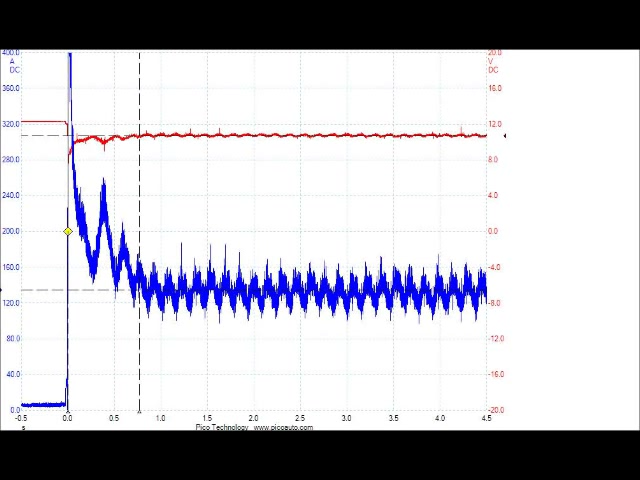 400.0 20.0
A V
DC DC
360.0 16.0
320.0 12.0
280.0 8.0
240.0 4.0
200.0 0.0
160.0 -4.0
120.0 -8.0
80.0 -12.0
40.0 -16.0
0.0 -20.0
-0.5 0.0 0.5 1.0 1.5 2.0 2.5 3.0 3.5 4.0 4.5
s Pico Technology www.picoauto.com